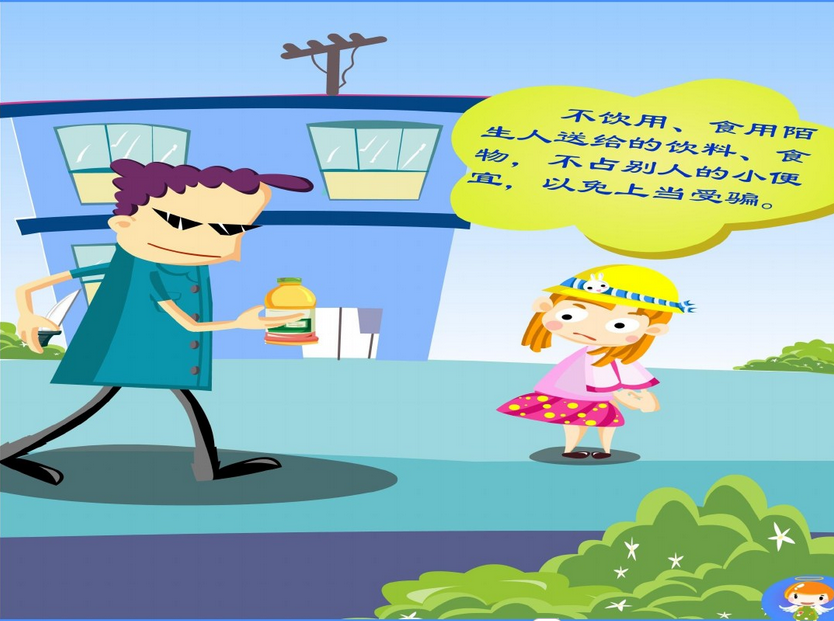 不饮用、食用陌
生人送给的饮料、食
物，不占别人的小便
宜，以免上当受骗。